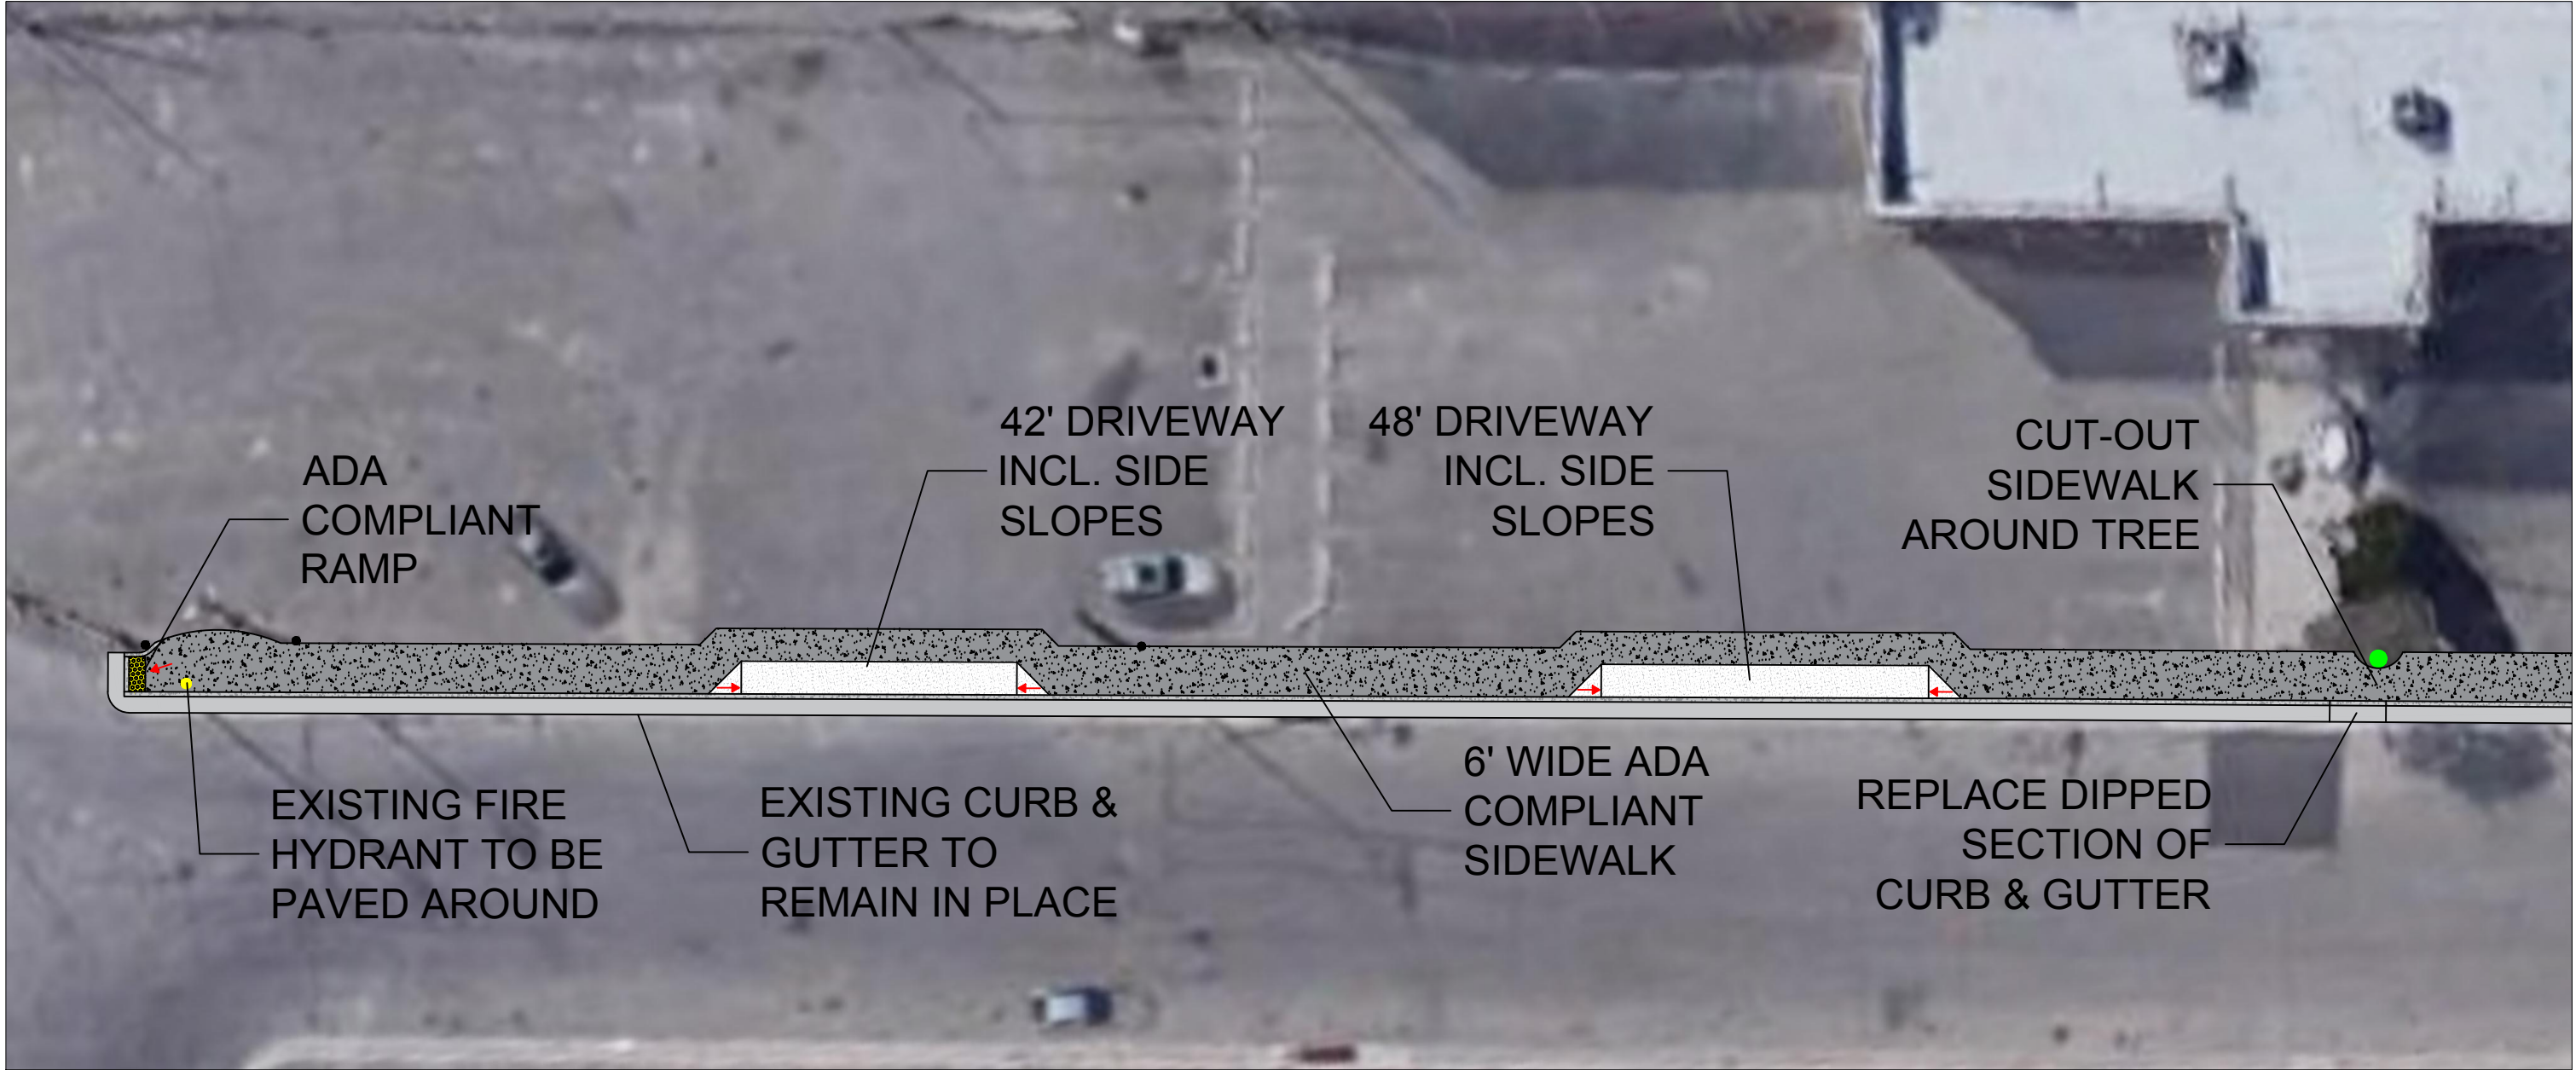 ADA
COMPLIANT
RAMP
42' DRIVEWAY
INCL. SIDE
SLOPES
48' DRIVEWAY
INCL. SIDE
SLOPES
CUT-OUT
SIDEWALK
AROUND TREE
EXISTING FIRE
HYDRANT TO BE
PAVED AROUND
EXISTING CURB &
GUTTER TO
REMAIN IN PLACE
6' WIDE ADA
COMPLIANT
SIDEWALK
REPLACE DIPPED
SECTION OF
CURB & GUTTER